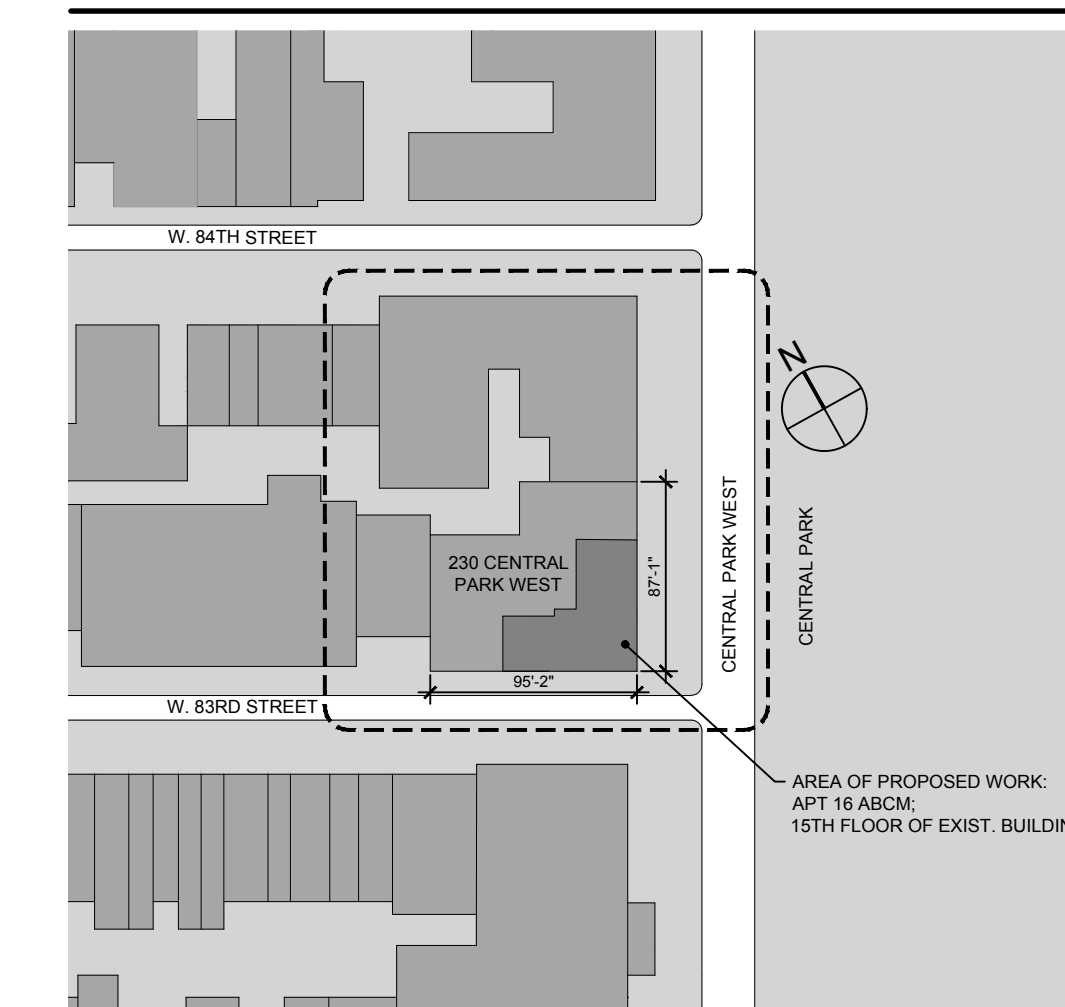 W. 84TH STREET
N
CENTRAL PARK WEST
CENTRAL PARK
230 CENTRAL
PARK WEST
87'-1"
95'-2"
W. 83RD STREET
AREA OF PROPOSED WORK:
APT 16 ABCM;
15TH FLOOR OF EXIST. BUILDIN